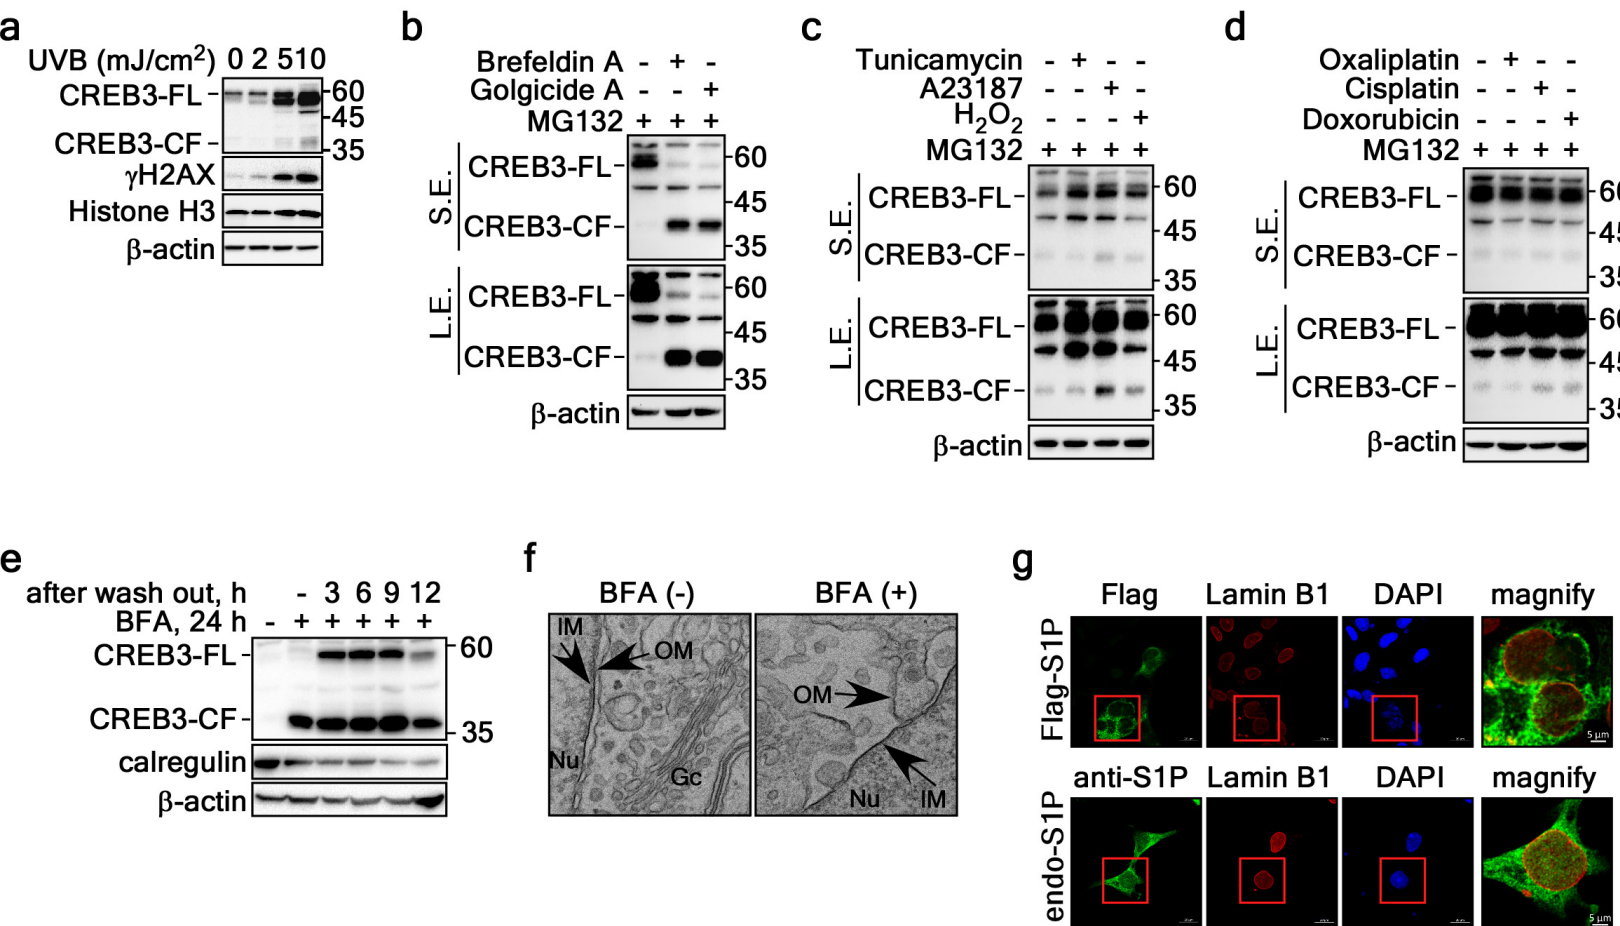 a
UVB (mJ/cm2) 0 2 5 10
CREB3-FL
CREB3-CF
60
45
35
γH2AX
Histone H3
β-actin
b
Brefeldin A - + -
Golgicide A - - +
MG132 + + +
S.E.
CREB3-FL
CREB3-CF
60
45
35
L.E.
CREB3-FL
CREB3-CF
60
45
35
β-actin
c
Tunicamycin - + - -
A23187 - - + -
H2O2 - - - +
MG132 + + + +
S.E.
CREB3-FL
CREB3-CF
60
45
35
L.E.
CREB3-FL
CREB3-CF
60
45
35
β-actin
d
Oxaliplatin - + - -
Cisplatin - - + -
Doxorubicin - - - +
MG132 + + + +
S.E.
CREB3-FL
CREB3-CF
L.E.
CREB3-FL
CREB3-CF
β-actin
e
after wash out, h - 3 6 9 12
BFA, 24 h - + + + + +
CREB3-FL
CREB3-CF
60
35
calregulin
β-actin
f
BFA (-) BFA (+)
IM
OM
Nu
Gc
OM
Nu
IM
g
Flag Lamin B1 DAPI magnify
Flag-S1P
5 μm
anti-S1P Lamin B1 DAPI magnify
endo-S1P
5 μm